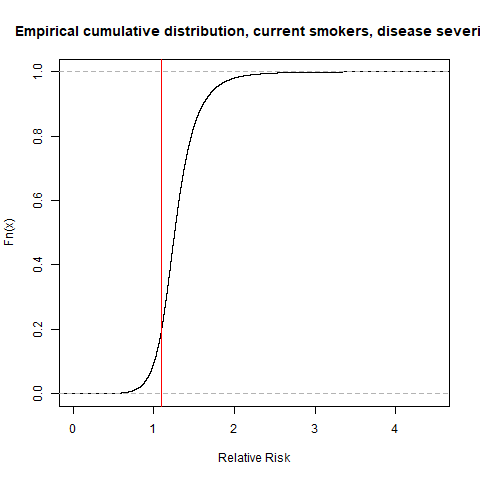 Empirical cumulative distribution, current smokers, disease severi
1.0
0.8
0.6
0.4
0.2
0.0
Fn(x)
0 1 2 3 4
Relative Risk